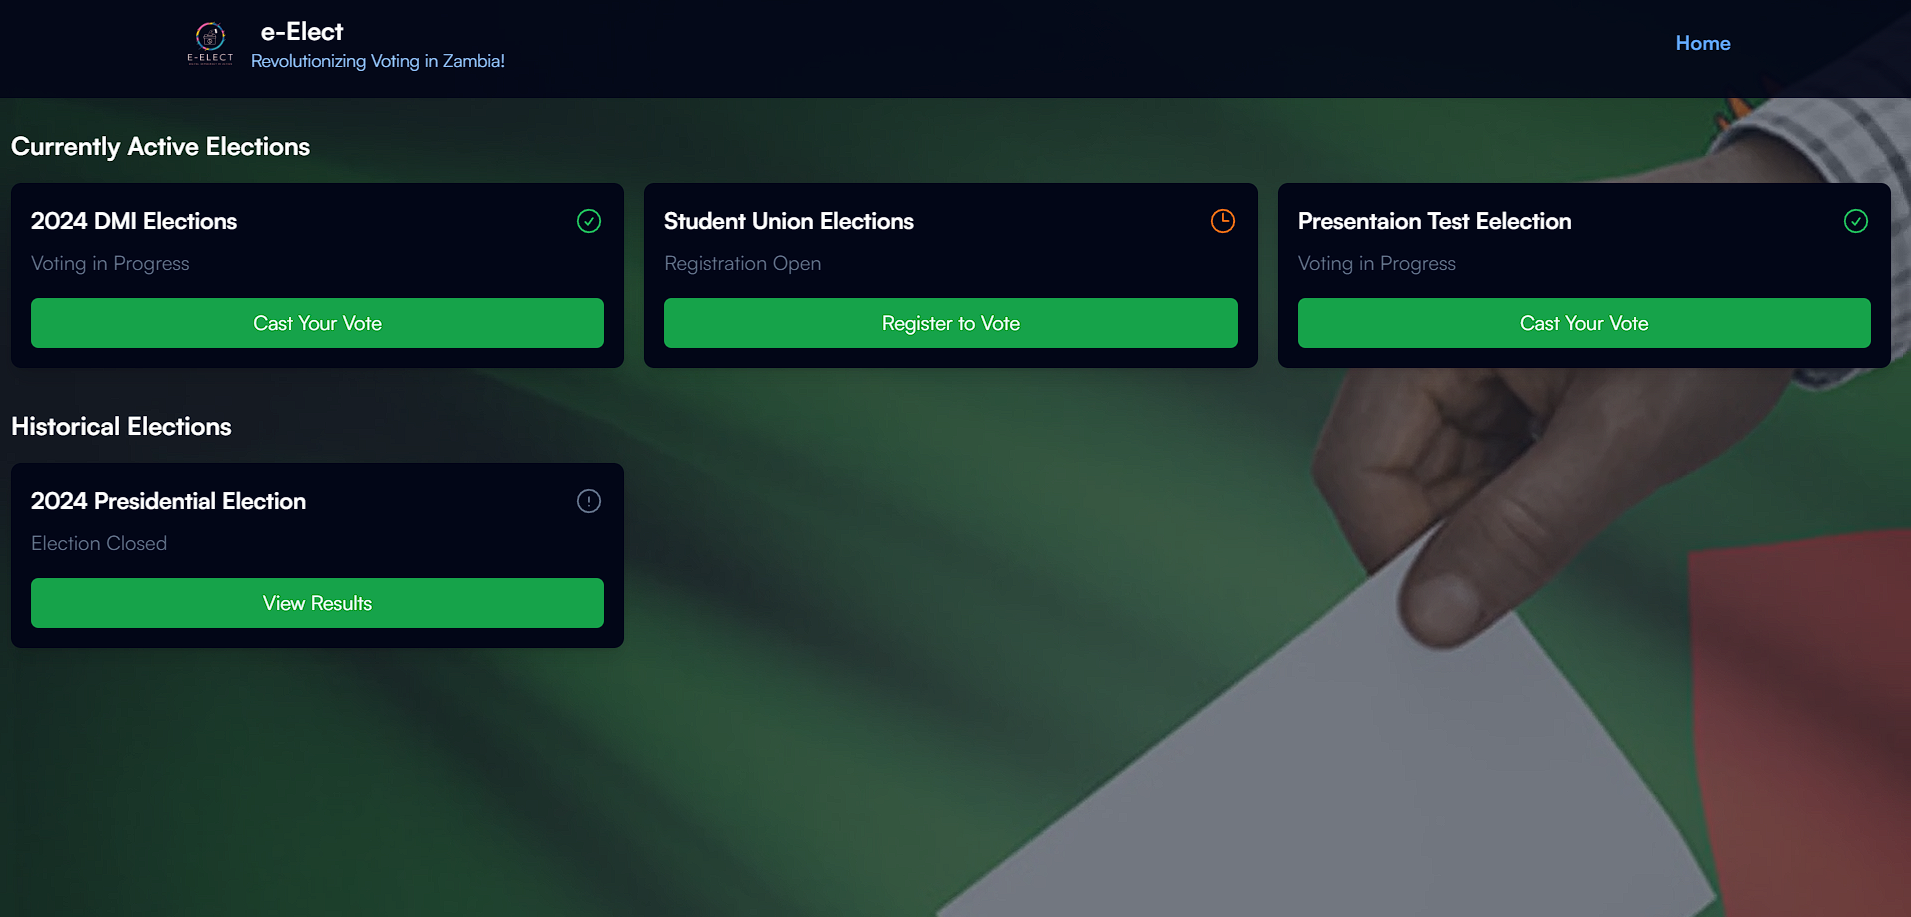 E-ELECT
e-Elect
Revolutionizing Voting in Zambia!
Home
Currently Active Elections
2024 DMI Elections
Voting in Progress
Cast Your Vote
Student Union Elections
Registration Open
Register to Vote
Presentaion Test Eelection
Voting in Progress
Cast Your Vote
Historical Elections
2024 Presidential Election
Election Closed
View Results